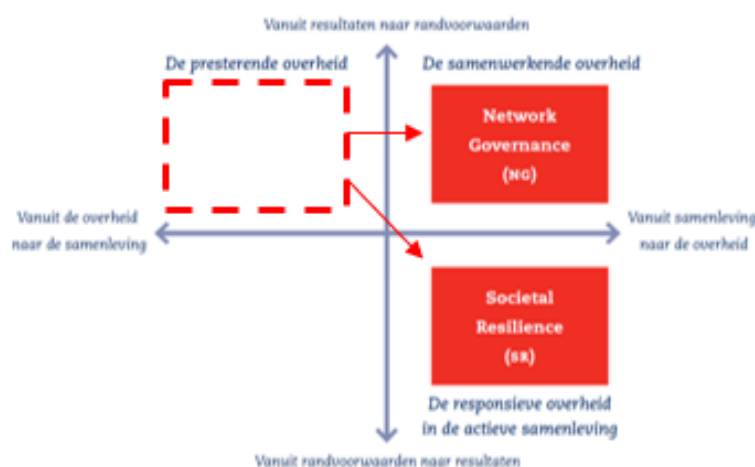 Vanuit resultaten naar randvoorwaarden
De presterende overheid
De samenwerkende overheid
Network
Governance
(NG)
Vanuit de overheid
naar de samenleving
Vanuit samenleving
naar de overheid
Societal
Resilience
(SR)
De responsieve overheid
in de actieve samenleving
Vanuit randvoorwaarden naar resultaten